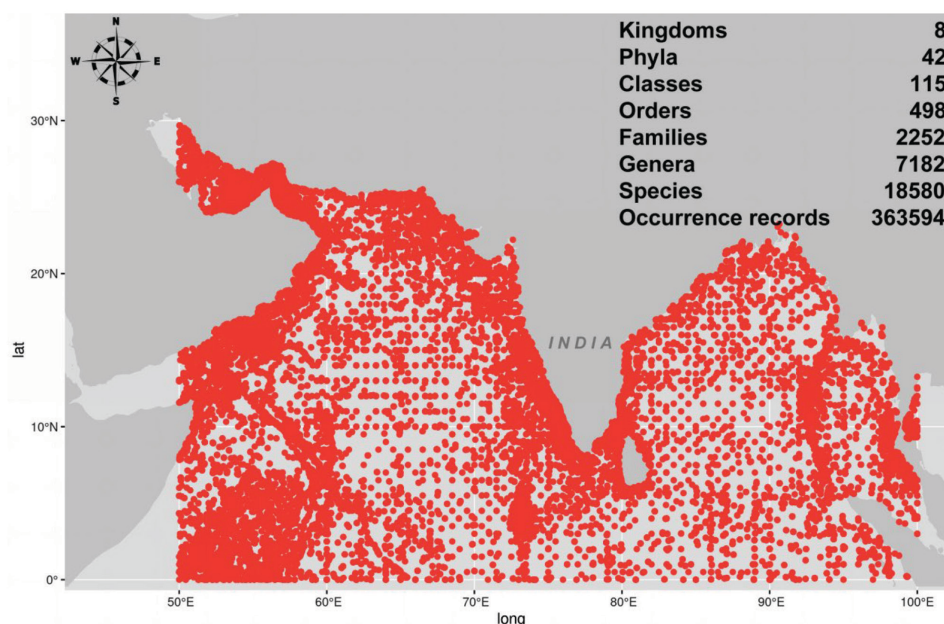 N
W E
S
Kingdoms 8
Phyla 42
Classes 115
Orders 498
Families 2252
Genera 7182
Species 18580
Occurrence records 363594
30°N
20°N
INDIA
lat
10°N
0°
50°E 60°E 70°E 80°E 90°E 100°E
long